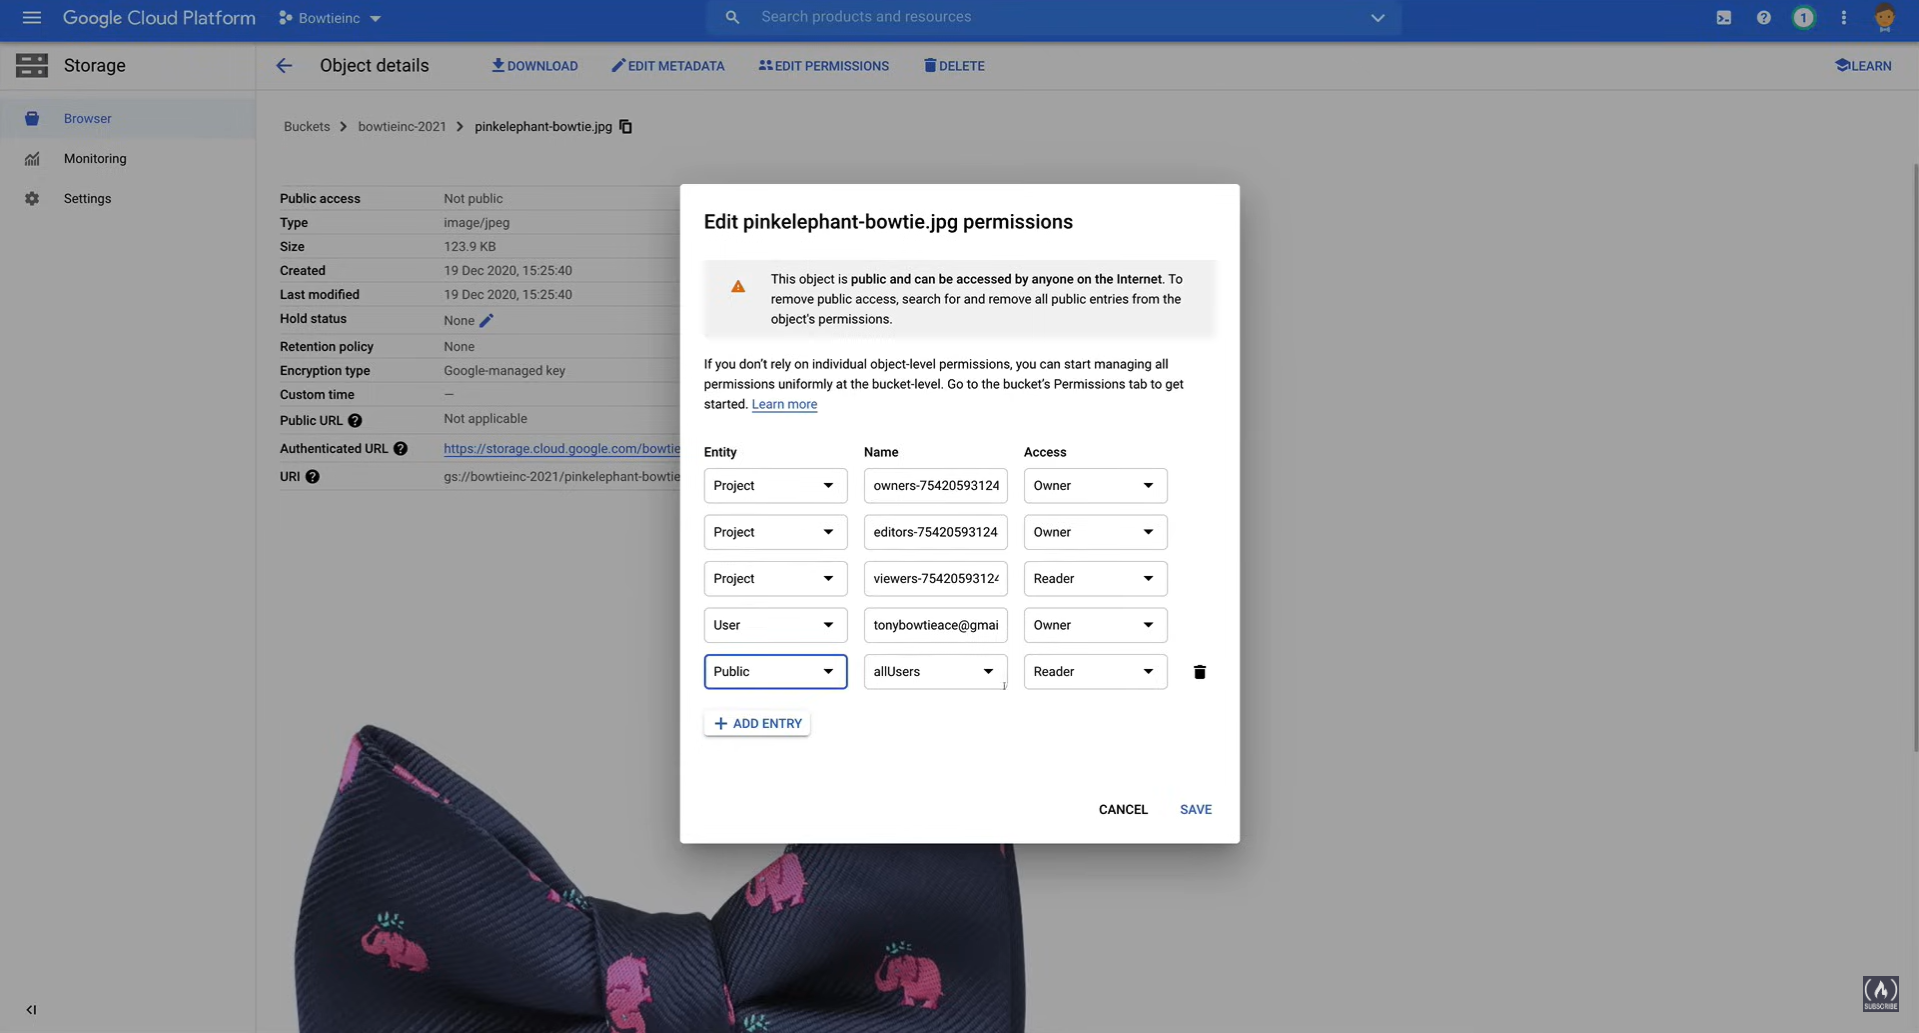 Google Cloud Platform
Bowtieinc
Search products and resources
1
Storage
Object details
DOWNLOAD
EDIT METADATA
EDIT PERMISSIONS
DELETE
LEARN
Browser
Monitoring
Settings
Buckets
bowtieinc-2021
pinkelephant-bowtie.jpg
Public access Not public
Type image/jpeg
Size 123.9 KB
Created 19 Dec 2020, 15:25:40
Last modified 19 Dec 2020, 15:25:40
Hold status None
Retention policy None
Encryption type Google-managed key
Custom time —
Public URL Not applicable
Authenticated URL https://storage.cloud.google.com/bowtie
URI gs://bowtieinc-2021/pinkelephant-bowtie
Edit pinkelephant-bowtie.jpg permissions
This object is public and can be accessed by anyone on the Internet. To
remove public access, search for and remove all public entries from the
object's permissions.
If you don't rely on individual object-level permissions, you can start managing all
permissions uniformly at the bucket-level. Go to the bucket's Permissions tab to get
started. Learn more
Entity Name Access
Project owners-75420593124 Owner
Project editors-75420593124 Owner
Project viewers-75420593124 Reader
User tonybowtieace@gmai Owner
Public allUsers Reader
ADD ENTRY
CANCEL
SAVE
SUBSCRIBE